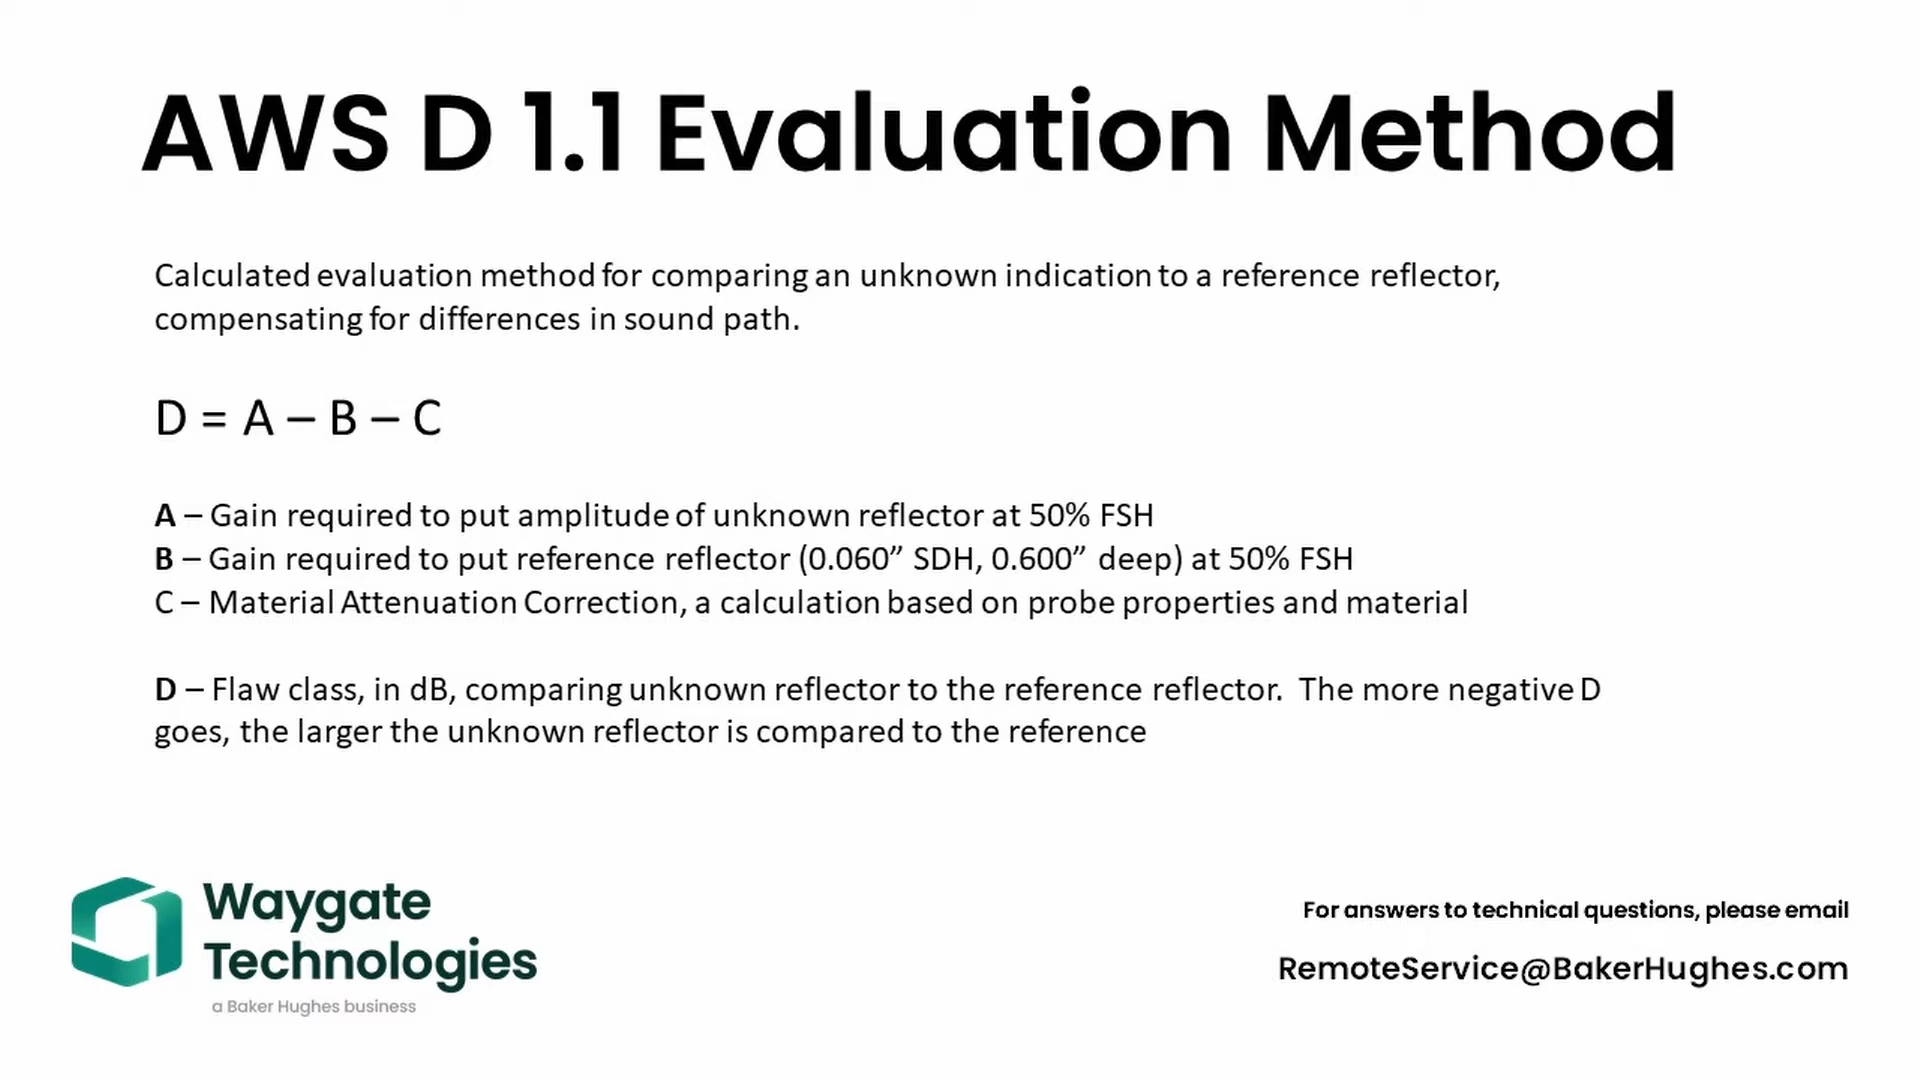 AWS D 1.1 Evaluation Method
Calculated evaluation method for comparing an unknown indication to a reference reflector,
compensating for differences in sound path.
D = A – B – C
A – Gain required to put amplitude of unknown reflector at 50% FSH
B – Gain required to put reference reflector (0.060” SDH, 0.600” deep) at 50% FSH
C – Material Attenuation Correction, a calculation based on probe properties and material
D – Flaw class, in dB, comparing unknown reflector to the reference reflector.  The more negative D
goes, the larger the unknown reflector is compared to the reference
Waygate
Technologies
a Baker Hughes business
For answers to technical questions, please email
RemoteService@BakerHughes.com